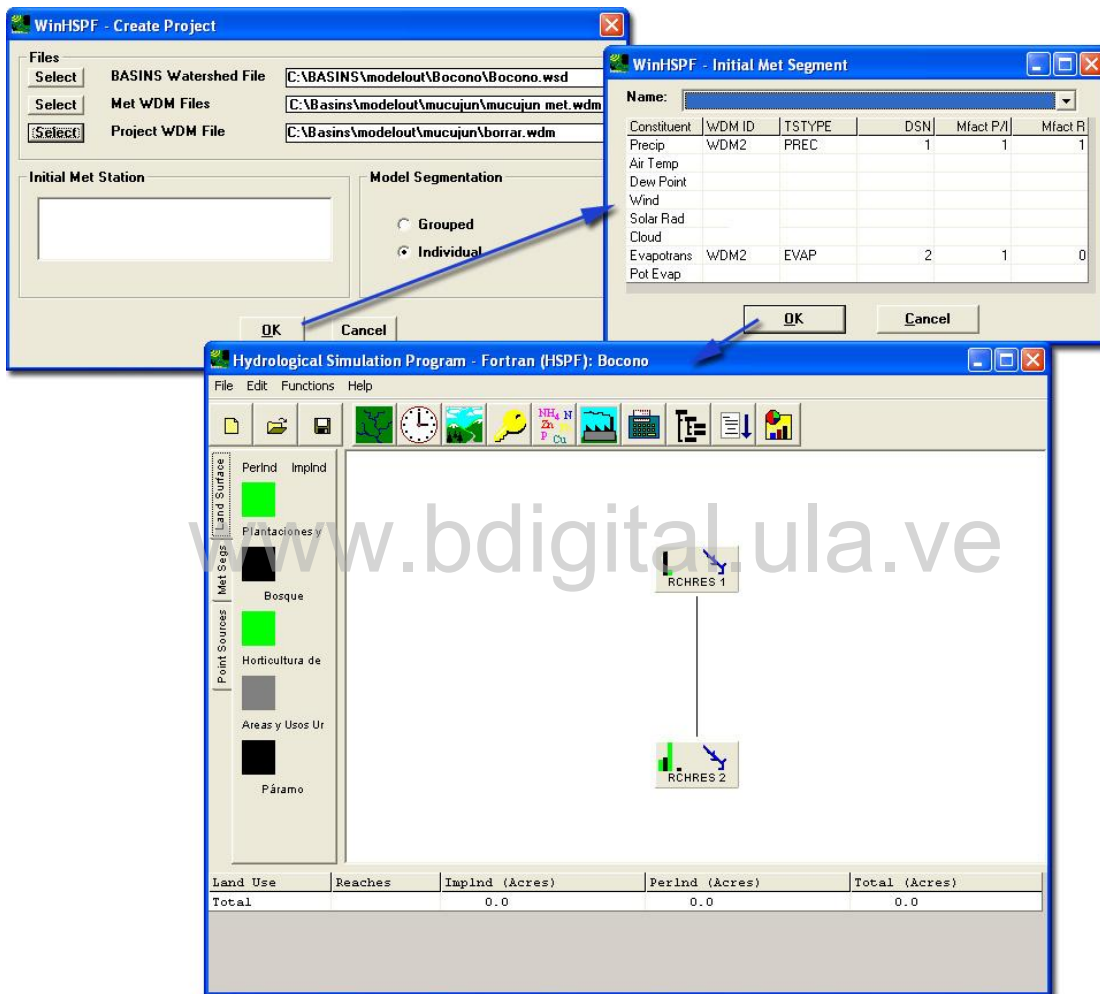 WinHSPF - Create Project
Files
Select BASINS Watershed File C:\BASINS\modelout\Bocono\Bocono.wsd
Select Met WDM Files C:\Basins\modelout\mucujun\mucujun met.wdm
Select Project WDM File C:\Basins\modelout\mucujun\borrar.wdm
Initial Met Station
Model Segmentation
Grouped
Individual
OK Cancel
WinHSPF - Initial Met Segment
Name:
Constituent WDM ID TSTYPE DSN Mfact P/I Mfact R
Precip WDM2 PREC 1 1 1
Air Temp
Dew Point
Wind
Solar Rad
Cloud
Evapotrans WDM2 EVAP 2 1 0
Pot Evap
OK Cancel
Hydrological Simulation Program - Fortran (HSPF): Bocono
File Edit Functions Help
NH4 N
Zn
P Cu
Land Surface
Met Segs
Point Sources
PerInd ImpInd
Plantaciones y
Bosque
Horticultura de
Areas y Usos Ur
Páramo
RCHRES 1
RCHRES 2
www.bdigital.ula.ve
Land Use Reaches ImpInd (Acres) PerInd (Acres) Total (Acres)
Total 0.0 0.0 0.0